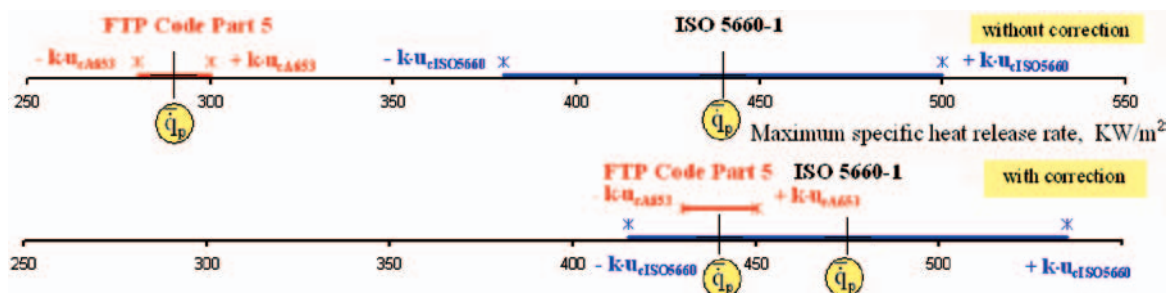 FTP Code Part 5 ISO 5660-1 without correction
- k·u_cA653 + k·u_cA653 - k·u_cISO5660 + k·u_cISO5660
250 300 350 400 450 500 550
q̇̄_p q̇̄_p
Maximum specific heat release rate, KW/m²
FTP Code Part 5 ISO 5660-1 with correction
- k·u_cA653 + k·u_cA653
250 300 350 400 450 500
- k·u_cISO5660 q̇̄_p q̇̄_p + k·u_cISO5660